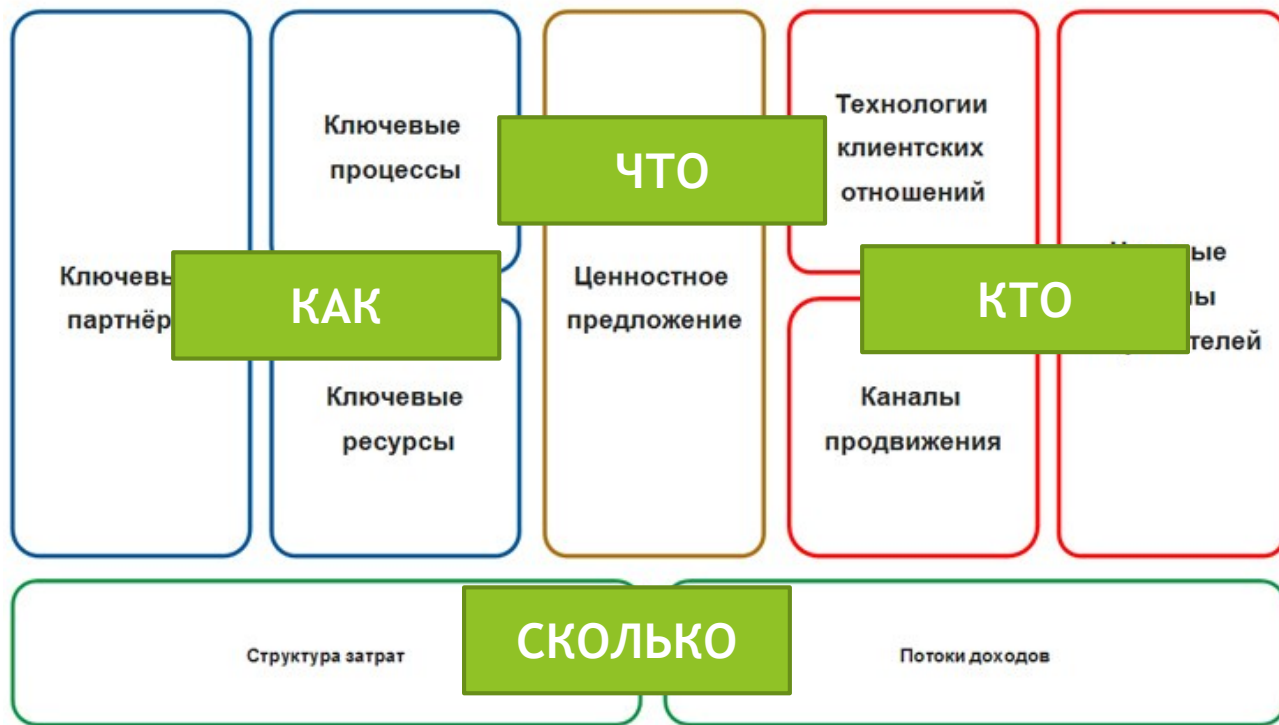 Ключевые
процессы
ЧТО
Технологии
клиентских
отношений
КАК
Ценностное
предложение
КТО
Ключевые
ресурсы
Каналы
продвижения
СКОЛЬКО
Структура затрат
Потоки доходов